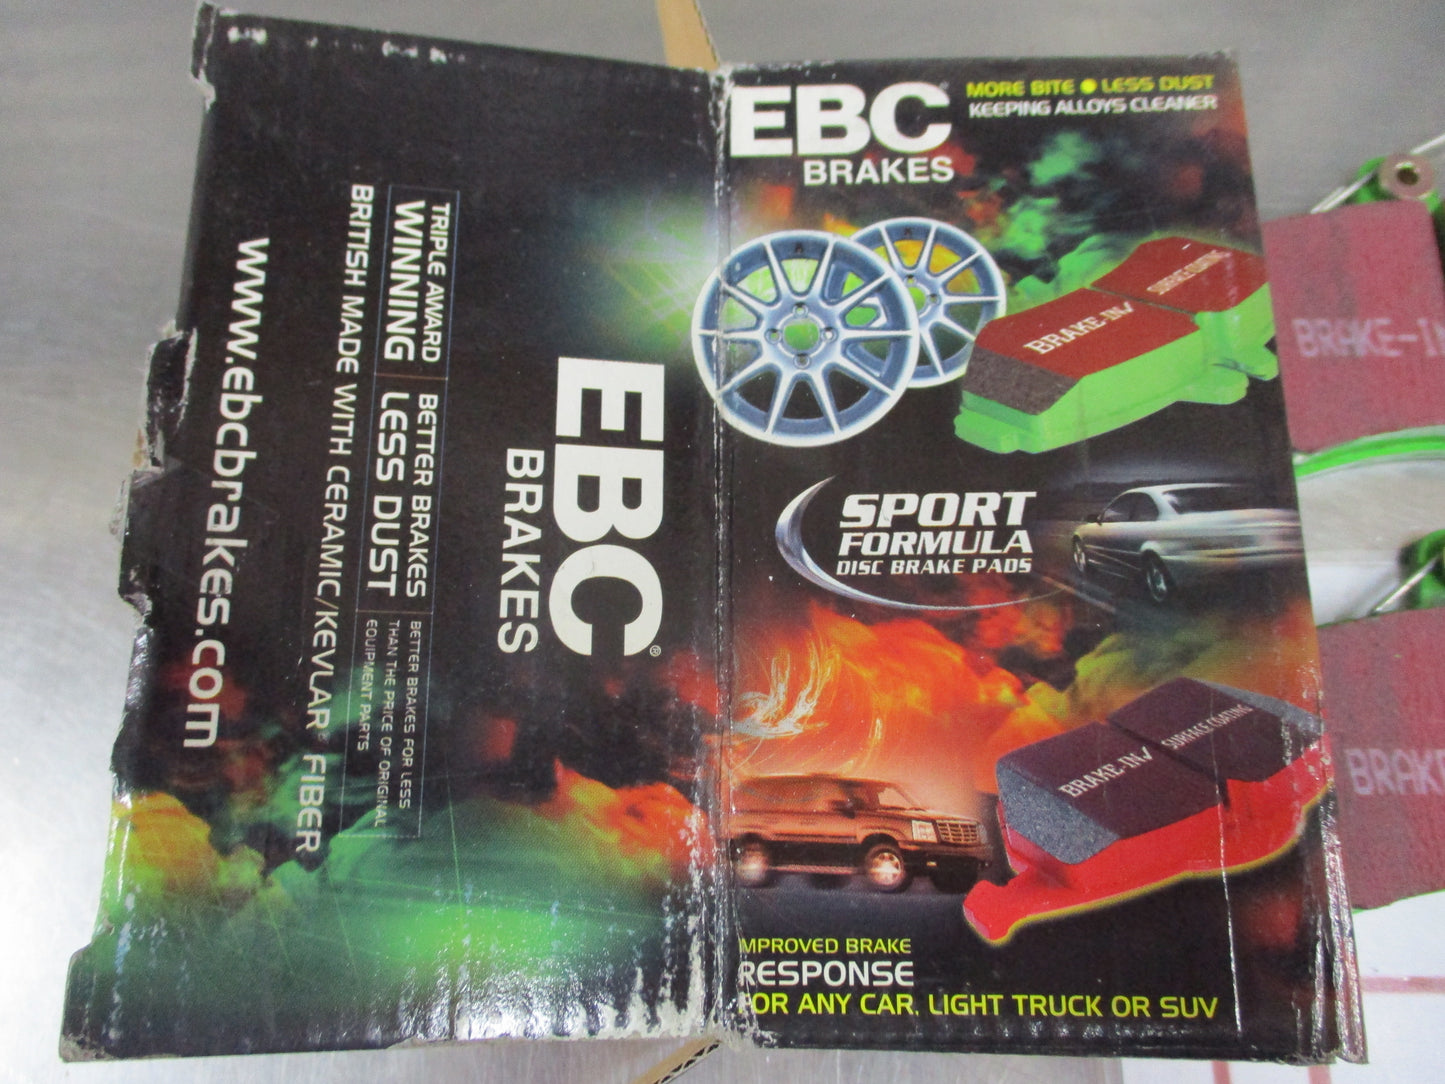 EBC®
BRAKES
MORE BITE ● LESS DUST
KEEPING ALLOYS CLEANER
BRAKE-IN
SURFACE COATING
SPORT
FORMULA
DISC BRAKE PADS
BRAKE-IN
SURFACE COATING
MPROVED BRAKE
RESPONSE
FOR ANY CAR, LIGHT TRUCK OR SUV
EBC®
BRAKES
TRIPLE AWARD
WINNING
BETTER BRAKES
LESS DUST
BETTER BRAKES FOR LESS
THAN THE PRICE OF ORIGINAL
EQUIPMENT PARTS
BRITISH MADE WITH CERAMIC/KEVLAR® FIBER
www.ebcbrakes.com
BRAKE-IN
BRAKE